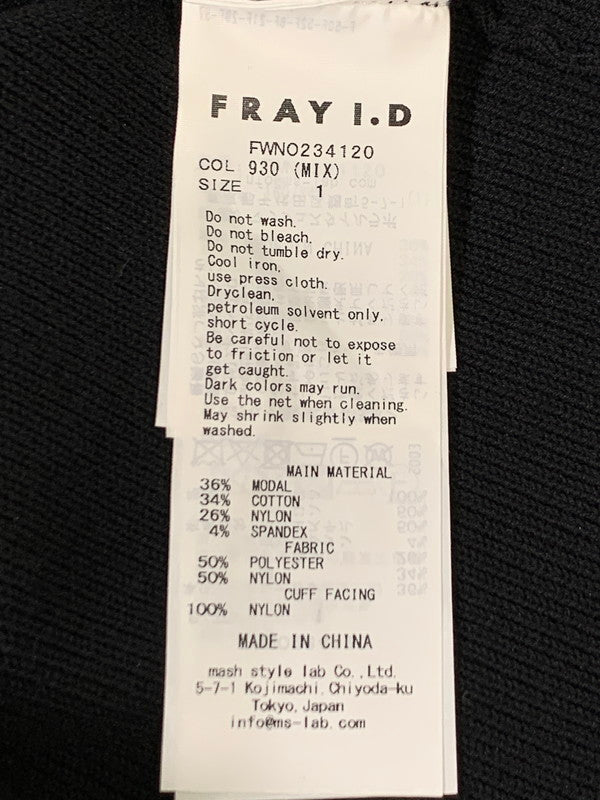 FRAY I.D
FWNO234120
COL 930 (MIX)
SIZE 1
Do not wash.
Do not bleach.
Do not tumble dry.
Cool iron,
use press cloth.
Dryclean,
petroleum solvent only.
short cycle.
Be careful not to expose
to friction or let it
get caught.
Dark colors may run.
Use the net when cleaning.
May shrink slightly when
washed.
MAIN MATERIAL
36% MODAL
34% COTTON
26% NYLON
4% SPANDEX
FABRIC
50% POLYESTER
50% NYLON
CUFF FACING
100% NYLON
MADE IN CHINA
mash style lab Co.,Ltd.
5-7-1 Kojimachi,Chiyoda-ku
Tokyo,Japan
info@ms-lab.com